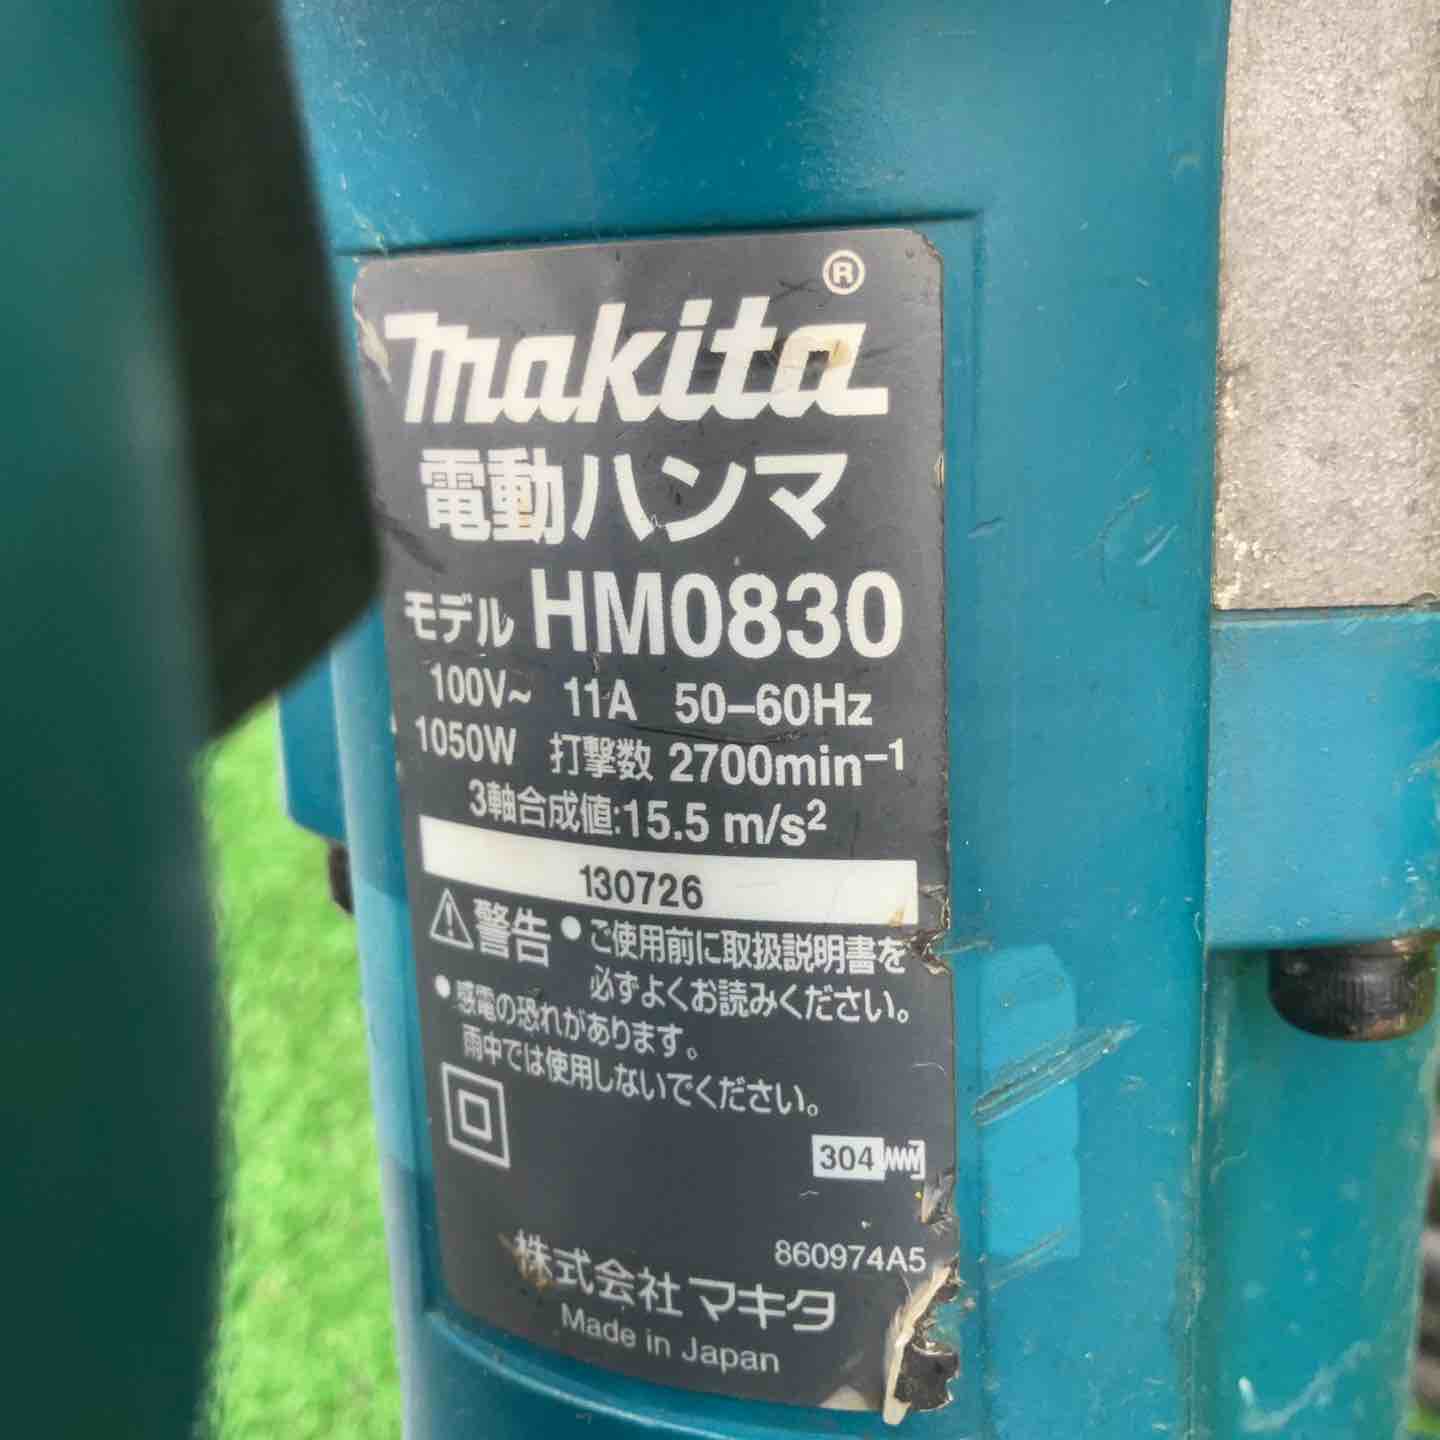 makita®
電動ハンマ
モデル HM0830
100V~ 11A 50–60Hz
1050W 打撃数 2700min⁻¹
3軸合成値:15.5 m/s²
130726
警告 ●ご使用前に取扱説明書を
必ずよくお読みください。
●感電の恐れがあります。
雨中では使用しないでください。
304
860974A5
株式会社マキタ
Made in Japan